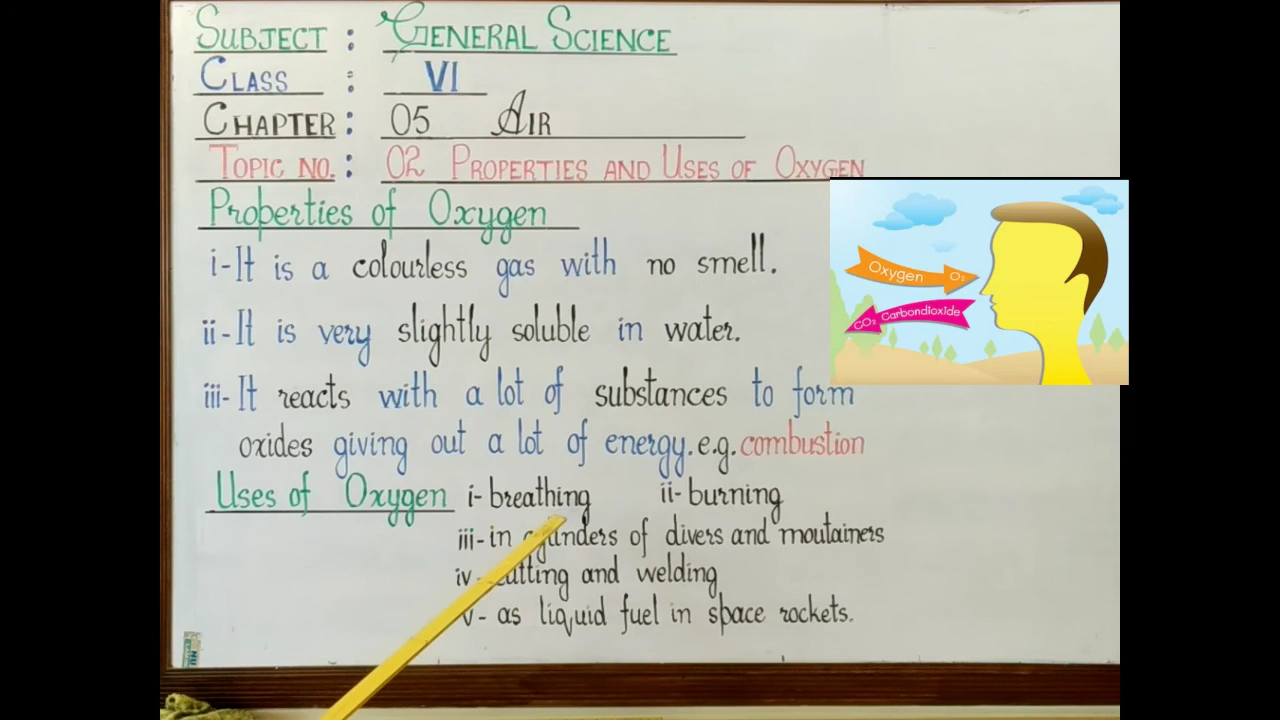 SUBJECT : GENERAL SCIENCE
CLASS : VI
CHAPTER : 05 AIR
TOPIC NO. : 02 PROPERTIES AND USES OF OXYGEN
Properties of Oxygen
i- It is a colourless gas with no smell.
ii- It is very slightly soluble in water.
iii- It reacts with a lot of substances to form
oxides giving out a lot of energy. e.g. combustion
Uses of Oxygen i- breathing ii- burning
iii- in cylinders of divers and moutainers
iv- cutting and welding
v- as liquid fuel in space rockets.
Oxygen O₂
CO₂ Carbondioxide